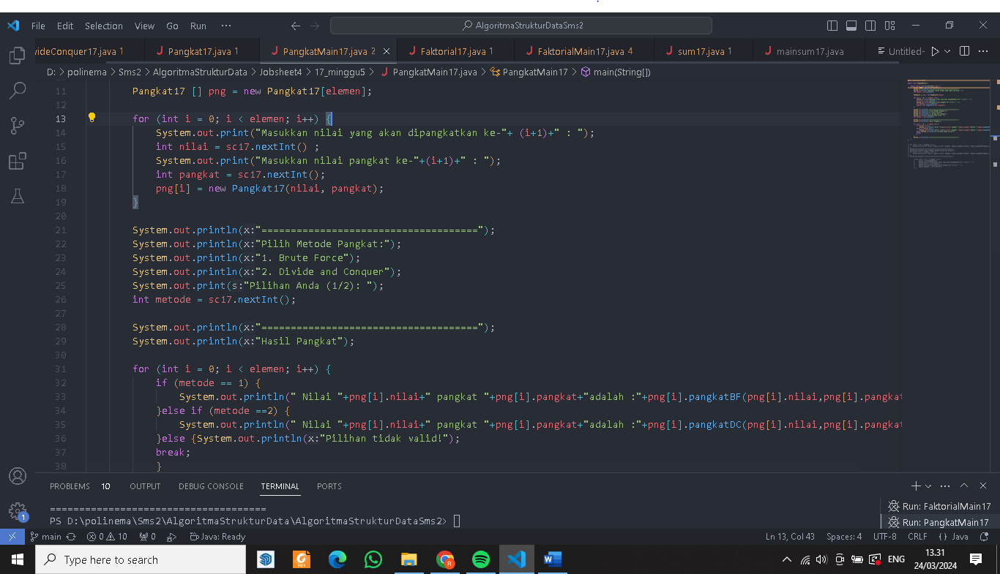 File Edit Selection View Go Run ··· AlgoritmaStrukturDataSms2
videConquer17.java 1 Pangkat17.java 1 PangkatMain17.java 2 Faktorial17.java 1 FaktorialMain17.java 4 sum17.java 1 mainsum17.java Untitled-
D: > polinema > Sms2 > AlgoritmaStrukturData > Jobsheet4 > 17_minggu5 > PangkatMain17.java > PangkatMain17 > main(String[])
11 Pangkat17 [] png = new Pangkat17[elemen];
12
13 for (int i = 0; i < elemen; i++) {
14 System.out.print("Masukkan nilai yang akan dipangkatkan ke-"+ (i+1)+" : ");
15 int nilai = sc17.nextInt() ;
16 System.out.print("Masukkan nilai pangkat ke-"+(i+1)+" : ");
17 int pangkat = sc17.nextInt();
18 png[i] = new Pangkat17(nilai, pangkat);
19 }
20
21 System.out.println(x:"=====================================");
22 System.out.println(x:"Pilih Metode Pangkat:");
23 System.out.println(x:"1. Brute Force");
24 System.out.println(x:"2. Divide and Conquer");
25 System.out.print(s:"Pilihan Anda (1/2): ");
26 int metode = sc17.nextInt();
27
28 System.out.println(x:"=====================================");
29 System.out.println(x:"Hasil Pangkat");
30
31 for (int i = 0; i < elemen; i++) {
32 if (metode == 1) {
33 System.out.println(" Nilai "+png[i].nilai+" pangkat "+png[i].pangkat+"adalah :"+png[i].pangkatBF(png[i].nilai,png[i].pangkat
34 }else if (metode ==2) {
35 System.out.println(" Nilai "+png[i].nilai+" pangkat "+png[i].pangkat+"adalah :"+png[i].pangkatDC(png[i].nilai,png[i].pangkat
36 }else {System.out.println(x:"Pilihan tidak valid!");
37 break;
38 }
PROBLEMS 10 OUTPUT DEBUG CONSOLE TERMINAL PORTS
=====================================
Run: FaktorialMain17
PS D:\polinema\Sms2\AlgoritmaStrukturData\AlgoritmaStrukturDataSms2>
Run: PangkatMain17
1
main 0 10 0 Java: Ready Ln 13, Col 43 Spaces: 4 UTF-8 CRLF {} Java
Type here to search
ENG
13.31
24/03/2024